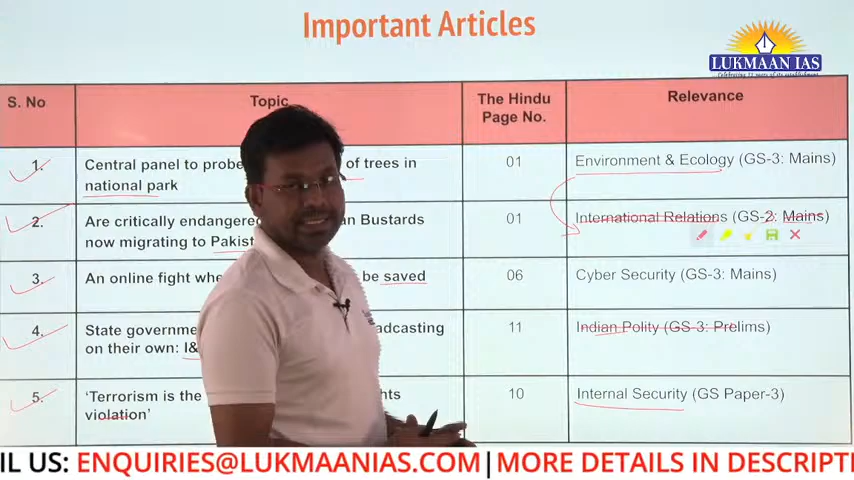 Important Articles
LUKMAAN IAS
S. No
Topic
The Hindu
Page No.
Relevance
1.
Central panel to probe
of trees in
national park
01
Environment & Ecology (GS-3: Mains)
2.
Are critically endangered
Bustards
now migrating to Pakist
01
International Relations (GS-2: Mains)
3.
An online fight whe
be saved
06
Cyber Security (GS-3: Mains)
4.
State governme
adcasting
on their own: I&
11
Indian Polity (GS-3: Prelims)
5.
‘Terrorism is the
hts
violation’
10
Internal Security (GS Paper-3)
IL US: ENQUIRIES@LUKMAANIAS.COM|MORE DETAILS IN DESCRIPTI